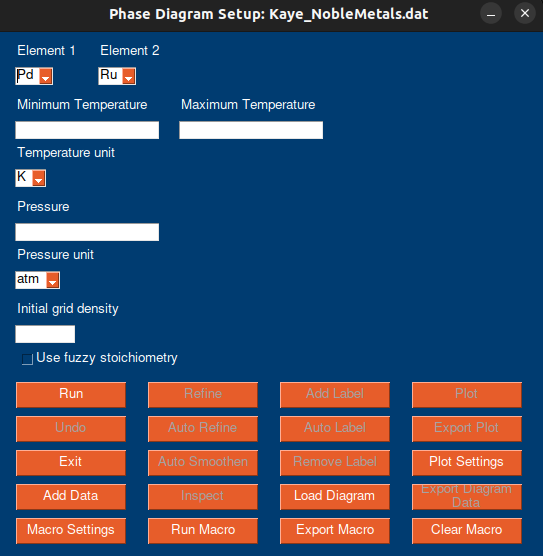 Phase Diagram Setup: Kaye_NobleMetals.dat
Element 1 Element 2
Pd Ru
Minimum Temperature Maximum Temperature
Temperature unit
K
Pressure
Pressure unit
atm
Initial grid density
Use fuzzy stoichiometry
Run Refine Add Label Plot
Undo Auto Refine Auto Label Export Plot
Exit Auto Smoothen Remove Label Plot Settings
Add Data Inspect Load Diagram Export Diagram
Data
Macro Settings Run Macro Export Macro Clear Macro